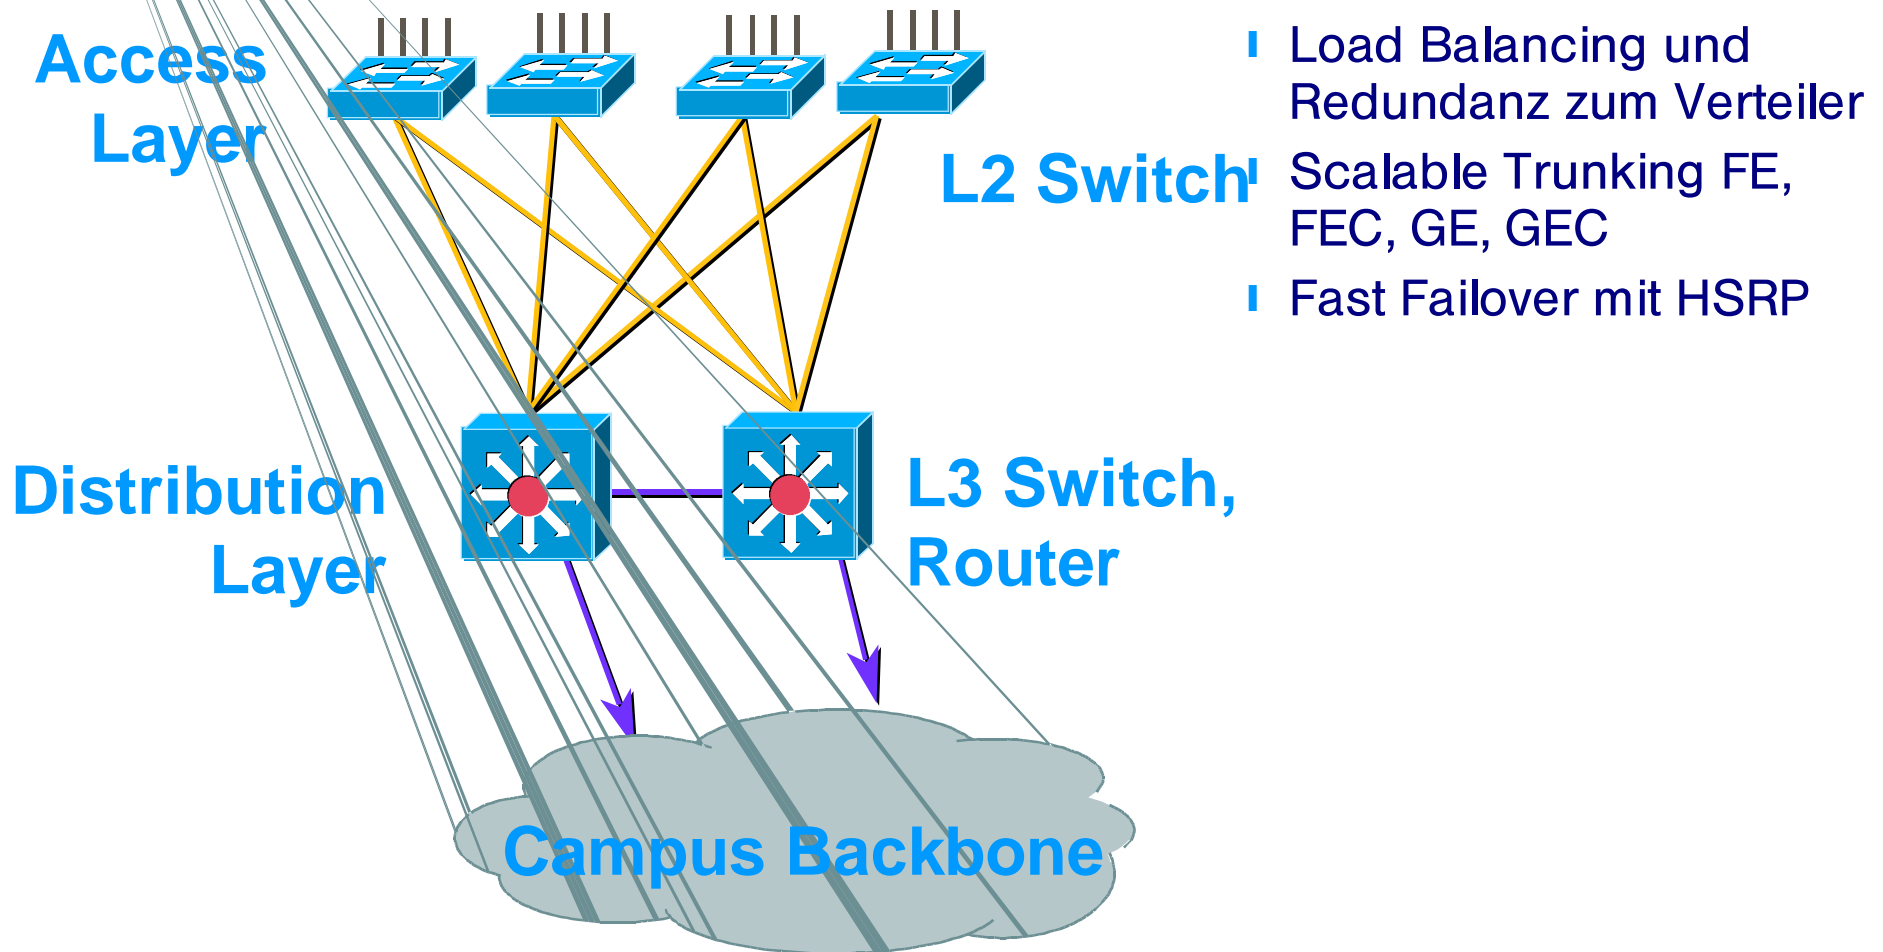 Access
Layer
L2 Switch
Distribution
Layer
L3 Switch,
Router
Campus Backbone
Load Balancing und
Redundanz zum Verteiler
Scalable Trunking FE,
FEC, GE, GEC
Fast Failover mit HSRP